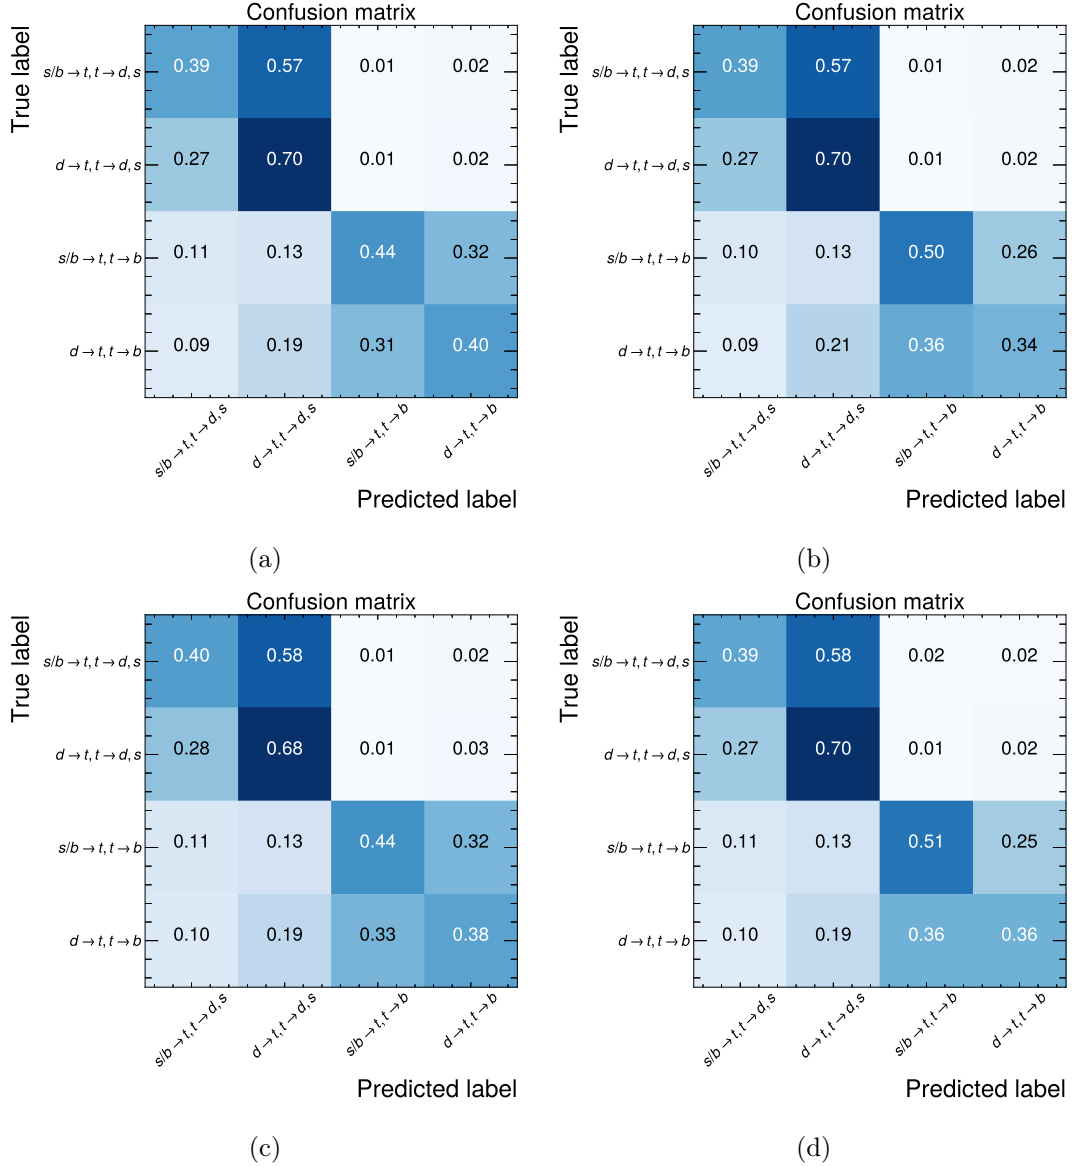 Confusion matrix
True label
s/b → t, t → d, s
0.39 0.57 0.01 0.02
d → t, t → d, s
0.27 0.70 0.01 0.02
s/b → t, t → b
0.11 0.13 0.44 0.32
d → t, t → b
0.09 0.19 0.31 0.40
s/b → t, t → d, s
d → t, t → d, s
s/b → t, t → b
d → t, t → b
Predicted label
(a)
Confusion matrix
True label
s/b → t, t → d, s
0.39 0.57 0.01 0.02
d → t, t → d, s
0.27 0.70 0.01 0.02
s/b → t, t → b
0.10 0.13 0.50 0.26
d → t, t → b
0.09 0.21 0.36 0.34
s/b → t, t → d, s
d → t, t → d, s
s/b → t, t → b
d → t, t → b
Predicted label
(b)
Confusion matrix
True label
s/b → t, t → d, s
0.40 0.58 0.01 0.02
d → t, t → d, s
0.28 0.68 0.01 0.03
s/b → t, t → b
0.11 0.13 0.44 0.32
d → t, t → b
0.10 0.19 0.33 0.38
s/b → t, t → d, s
d → t, t → d, s
s/b → t, t → b
d → t, t → b
Predicted label
(c)
Confusion matrix
True label
s/b → t, t → d, s
0.39 0.58 0.02 0.02
d → t, t → d, s
0.27 0.70 0.01 0.02
s/b → t, t → b
0.11 0.13 0.51 0.25
d → t, t → b
0.10 0.19 0.36 0.36
s/b → t, t → d, s
d → t, t → d, s
s/b → t, t → b
d → t, t → b
Predicted label
(d)